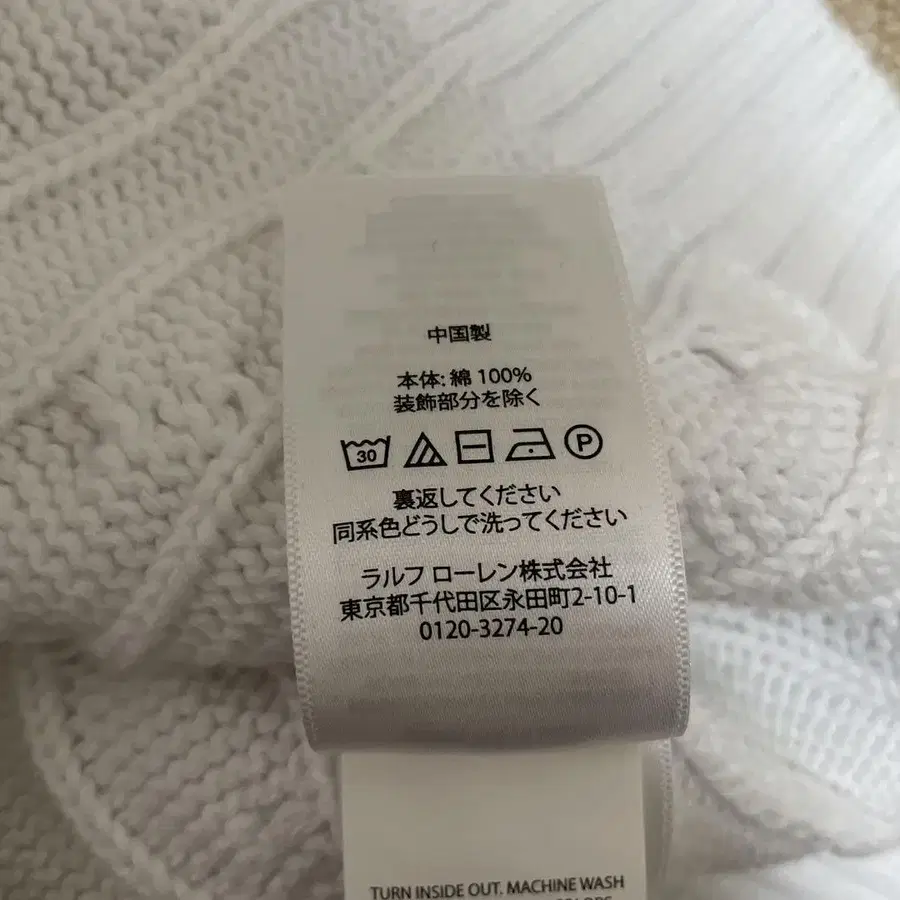 中国製
本体: 綿 100%
装飾部分を除く
30 P
裏返してください
同系色どうしで洗ってください
ラルフ ローレン株式会社
東京都千代田区永田町2-10-1
0120-3274-20
TURN INSIDE OUT. MACHINE WASH